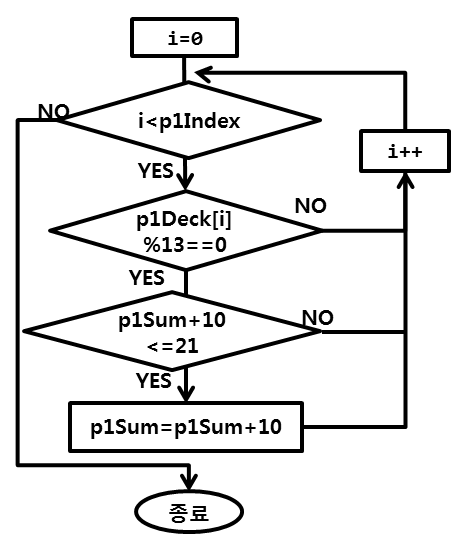 i=0
NO
i<p1Index
i++
YES
NO
p1Deck[i]
%13==0
YES
p1Sum+10
<=21
NO
YES
p1Sum=p1Sum+10
종료